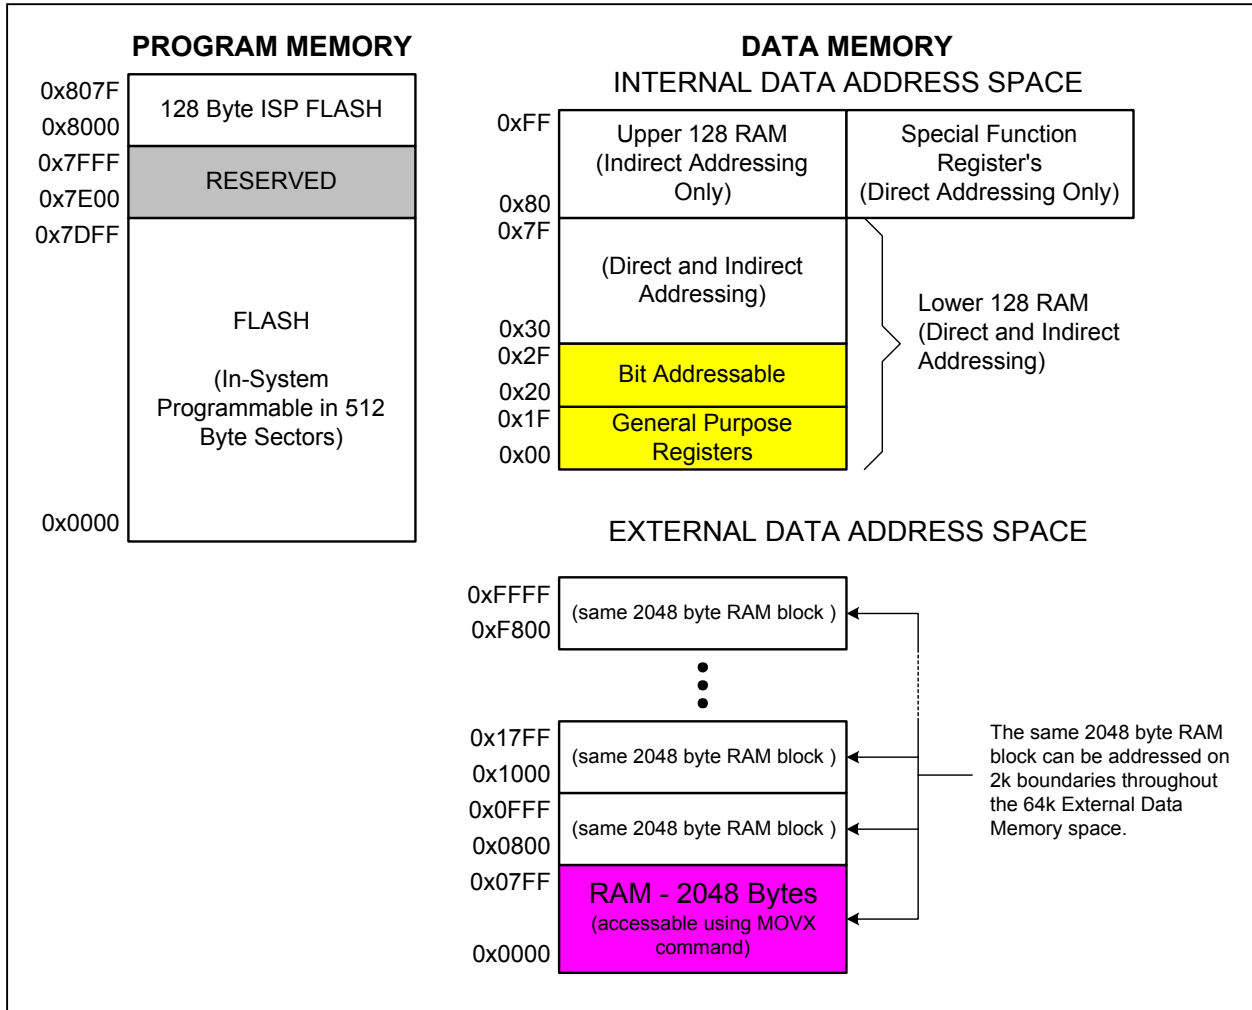 PROGRAM MEMORY
0x807F
0x8000
128 Byte ISP FLASH
0x7FFF
0x7E00
RESERVED
0x7DFF
FLASH
(In-System
Programmable in 512
Byte Sectors)
0x0000
DATA MEMORY
INTERNAL DATA ADDRESS SPACE
0xFF
Upper 128 RAM
(Indirect Addressing
Only)
0x80
Special Function
Register's
(Direct Addressing Only)
0x7F
(Direct and Indirect
Addressing)
0x30
0x2F
Bit Addressable
0x20
0x1F
General Purpose
Registers
0x00
Lower 128 RAM
(Direct and Indirect
Addressing)
EXTERNAL DATA ADDRESS SPACE
0xFFFF
(same 2048 byte RAM block )
0xF800
0x17FF
(same 2048 byte RAM block )
0x1000
0x0FFF
(same 2048 byte RAM block )
0x0800
0x07FF
RAM - 2048 Bytes
(accessable using MOVX
command)
0x0000
The same 2048 byte RAM
block can be addressed on
2k boundaries throughout
the 64k External Data
Memory space.